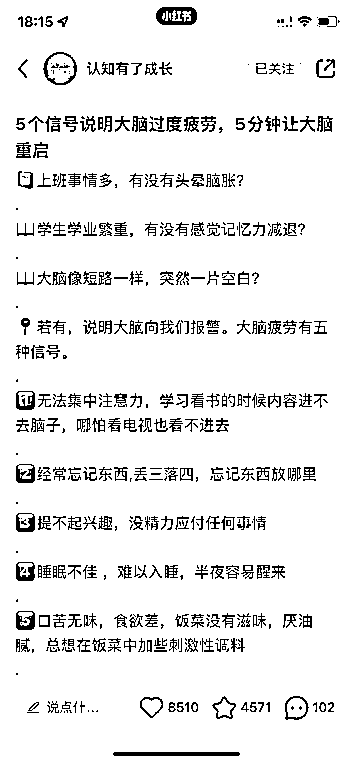 18:15
小红书
认知有了成长
已关注
5个信号说明大脑过度疲劳，5分钟让大脑
重启
上班事情多，有没有头晕脑胀？
.
学生学业繁重，有没有感觉记忆力减退？
.
大脑像短路一样，突然一片空白？
.
若有，说明大脑向我们报警。大脑疲劳有五
种信号。
.
1无法集中注意力，学习看书的时候内容进不
去脑子，哪怕看电视也看不进去
.
2经常忘记东西,丢三落四，忘记东西放哪里
.
3提不起兴趣，没精力应付任何事情
.
4睡眠不佳 ，难以入睡，半夜容易醒来
.
5口苦无味，食欲差，饭菜没有滋味，厌油
腻，总想在饭菜中加些刺激性调料
.
说点什...
8510
4571
102